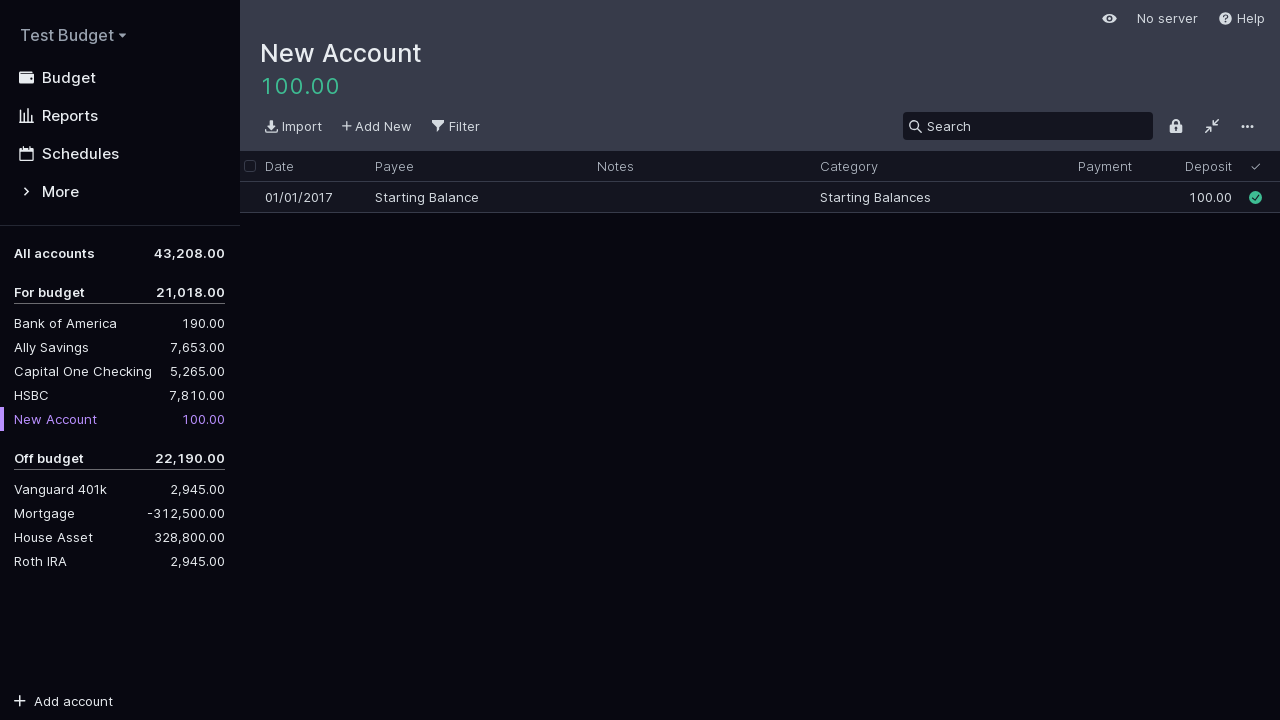 Test Budget
Budget
Reports
Schedules
More
All accounts 43,208.00
For budget 21,018.00
Bank of America 190.00
Ally Savings 7,653.00
Capital One Checking 5,265.00
HSBC 7,810.00
New Account 100.00
Off budget 22,190.00
Vanguard 401k 2,945.00
Mortgage -312,500.00
House Asset 328,800.00
Roth IRA 2,945.00
Add account
No server Help
New Account
100.00
Import Add New Filter Search
Date Payee Notes Category Payment Deposit
01/01/2017 Starting Balance Starting Balances 100.00